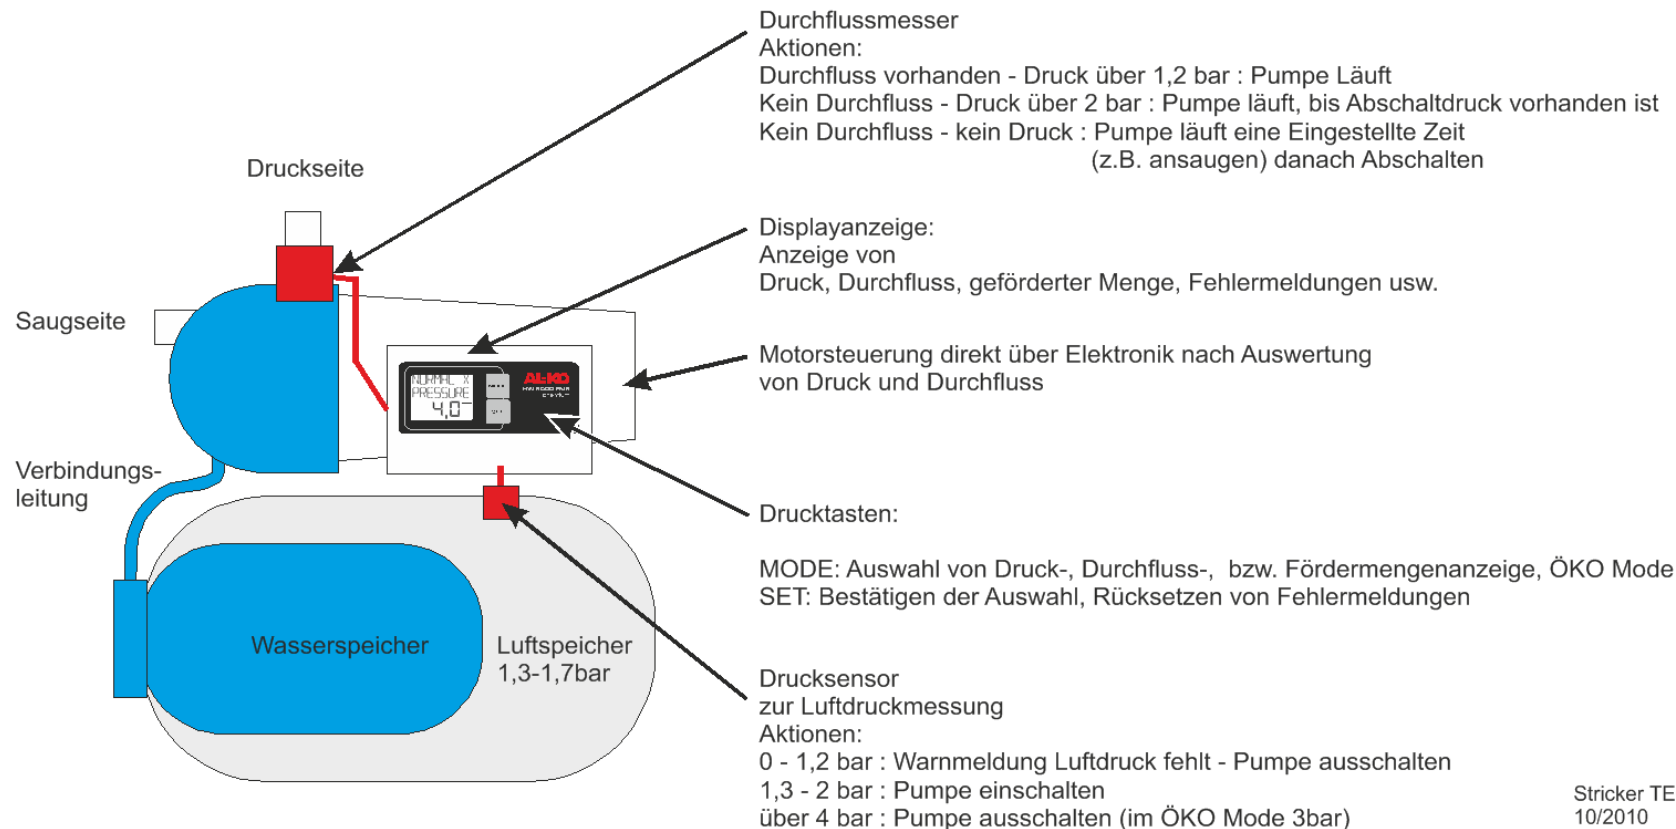 Durchflussmesser
Aktionen:
Durchfluss vorhanden - Druck über 1,2 bar : Pumpe Läuft
Kein Durchfluss - Druck über 2 bar : Pumpe läuft, bis Abschaltdruck vorhanden ist
Kein Durchfluss - kein Druck : Pumpe läuft eine Eingestellte Zeit
(z.B. ansaugen) danach Abschalten
Druckseite
Displayanzeige:
Anzeige von
Druck, Durchfluss, geförderter Menge, Fehlermeldungen usw.
Saugseite
Motorsteuerung direkt über Elektronik nach Auswertung
von Druck und Durchfluss
NORMAL X
PRESSURE
4.0
AL-KO
Verbindungs-
leitung
Drucktasten:
MODE: Auswahl von Druck-, Durchfluss-, bzw. Fördermengenanzeige, ÖKO Mode
SET: Bestätigen der Auswahl, Rücksetzen von Fehlermeldungen
Wasserspeicher
Luftspeicher
1,3-1,7bar
Drucksensor
zur Luftdruckmessung
Aktionen:
0 - 1,2 bar : Warnmeldung Luftdruck fehlt - Pumpe ausschalten
1,3 - 2 bar : Pumpe einschalten
über 4 bar : Pumpe ausschalten (im ÖKO Mode 3bar)
Stricker TE
10/2010